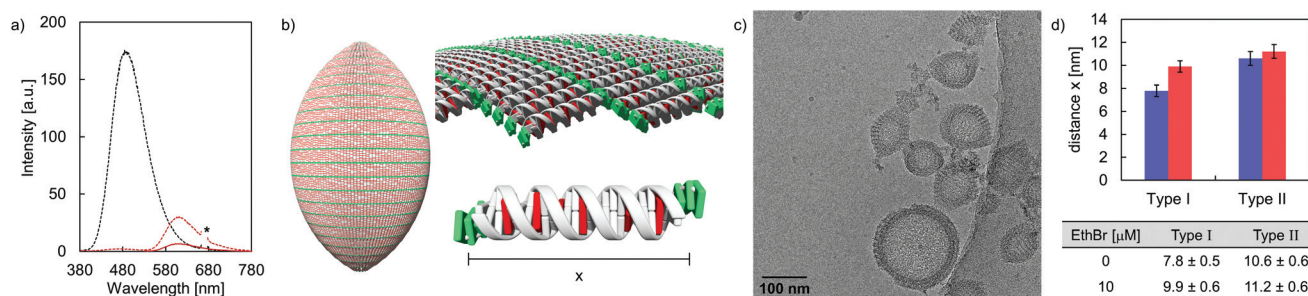 a)
200
150
100
50
0
Intensity [a.u.]
*
380 480 580 680 780
Wavelength [nm]
b)
x
c)
100 nm
d)
14
12
10
8
6
4
2
0
distance x [nm]
Type I Type II
EthBr [μM] Type I Type II
0 7.8 ± 0.5 10.6 ± 0.6
10 9.9 ± 0.6 11.2 ± 0.6